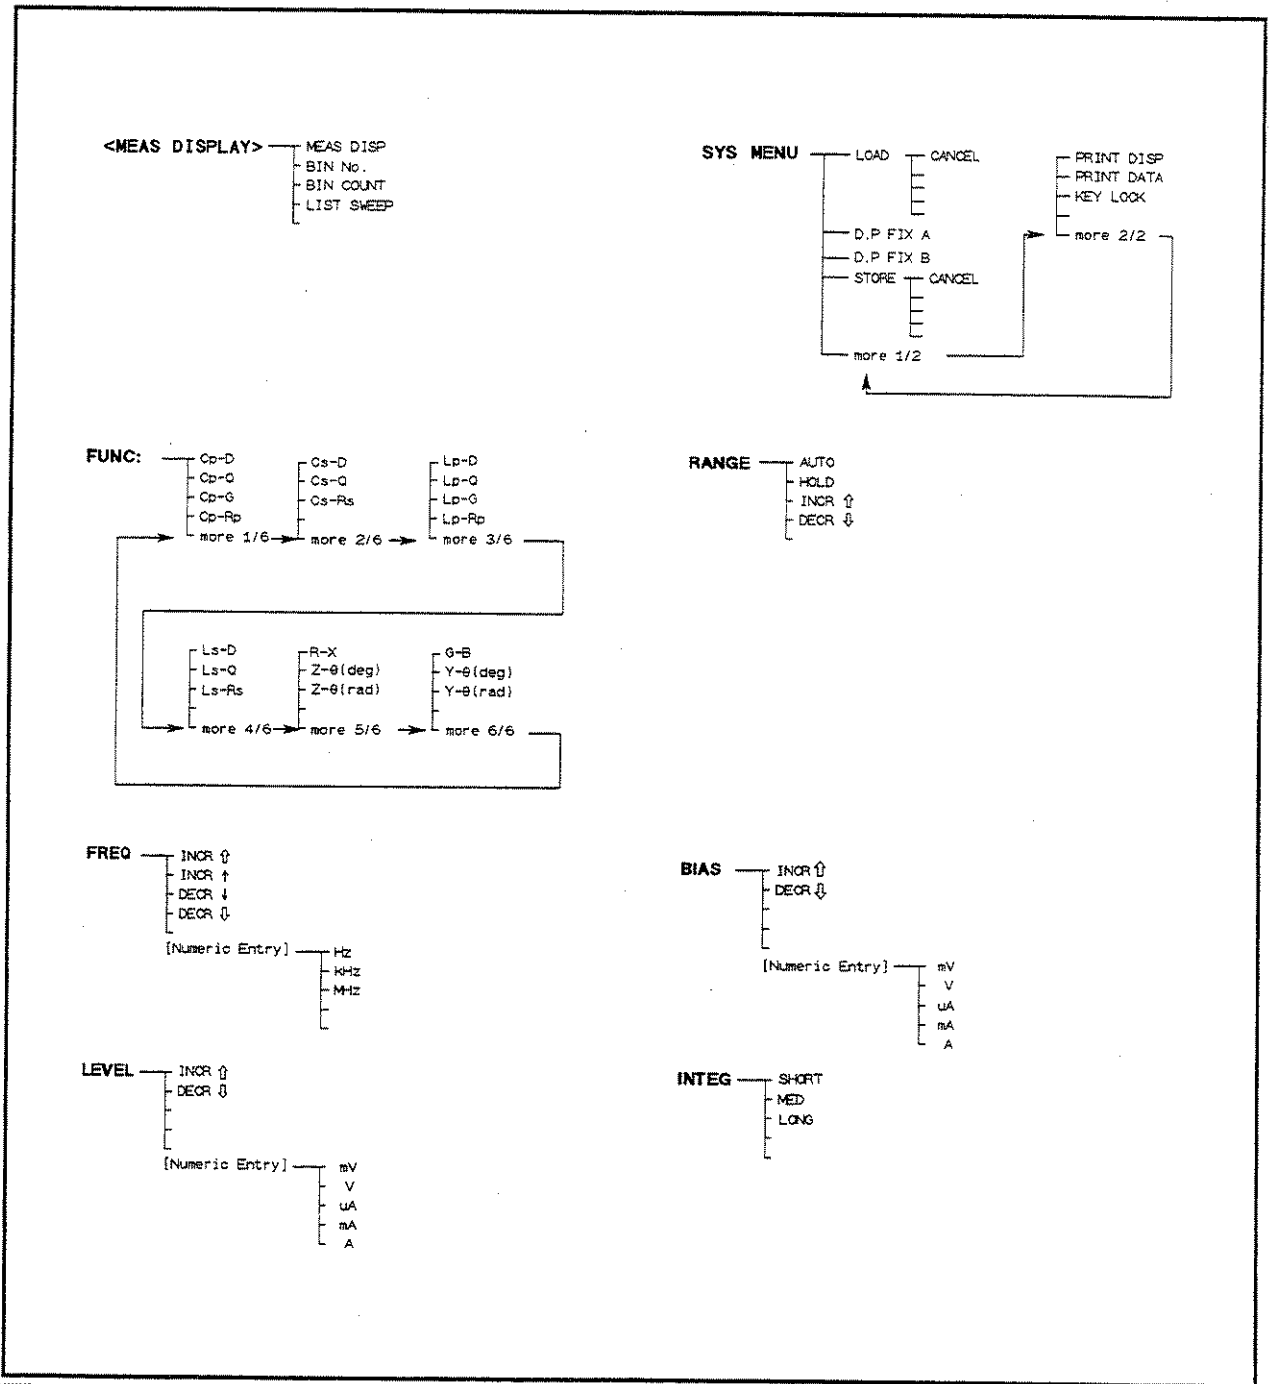 <MEAS DISPLAY> MEAS DISP
BIN No.
BIN COUNT
LIST SWEEP
SYS MENU LOAD CANCEL
D.P FIX A
D.P FIX B
STORE CANCEL
more 1/2
PRINT DISP
PRINT DATA
KEY LOCK
more 2/2
FUNC: Cp-D
Cp-Q
Cp-G
Cp-Rp
more 1/6
Cs-D
Cs-Q
Cs-Rs
more 2/6
Lp-D
Lp-Q
Lp-G
Lp-Rp
more 3/6
Ls-D
Ls-Q
Ls-Rs
more 4/6
R-X
Z-θ(deg)
Z-θ(rad)
more 5/6
G-B
Y-θ(deg)
Y-θ(rad)
more 6/6
RANGE AUTO
HOLD
INCR ⇧
DECR ⇩
FREQ INCR ⇧
INCR ↑
DECR ↓
DECR ⇩
[Numeric Entry] Hz
kHz
MHz
BIAS INCR ⇧
DECR ⇩
[Numeric Entry] mV
V
uA
mA
A
LEVEL INCR ⇧
DECR ⇩
[Numeric Entry] mV
V
uA
mA
A
INTEG SHORT
MED
LONG